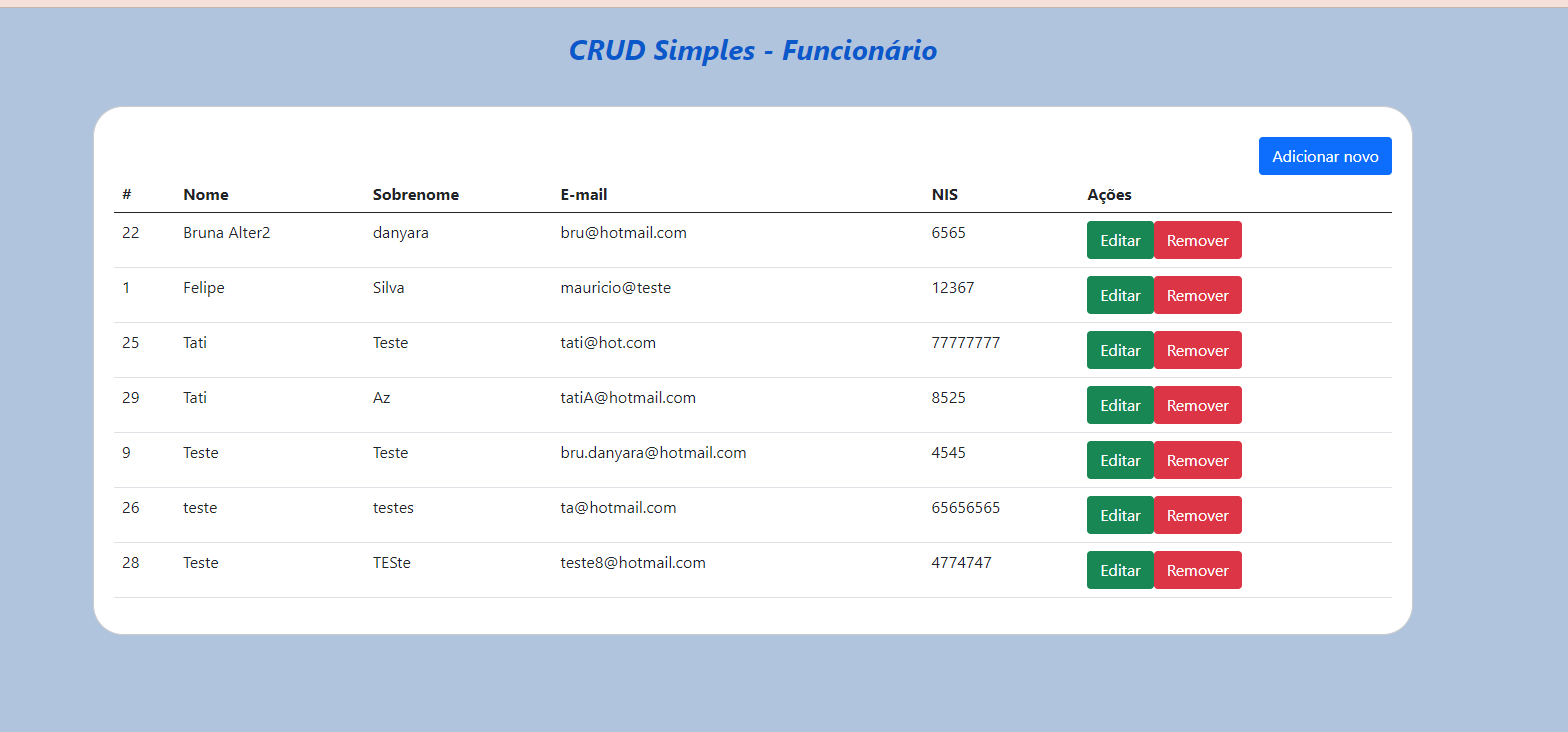 CRUD Simples - Funcionário
Adicionar novo
# Nome Sobrenome E-mail NIS Ações
22 Bruna Alter2 danyara bru@hotmail.com 6565 Editar Remover
1 Felipe Silva mauricio@teste 12367 Editar Remover
25 Tati Teste tati@hot.com 77777777 Editar Remover
29 Tati Az tatiA@hotmail.com 8525 Editar Remover
9 Teste Teste bru.danyara@hotmail.com 4545 Editar Remover
26 teste testes ta@hotmail.com 65656565 Editar Remover
28 Teste TESte teste8@hotmail.com 4774747 Editar Remover